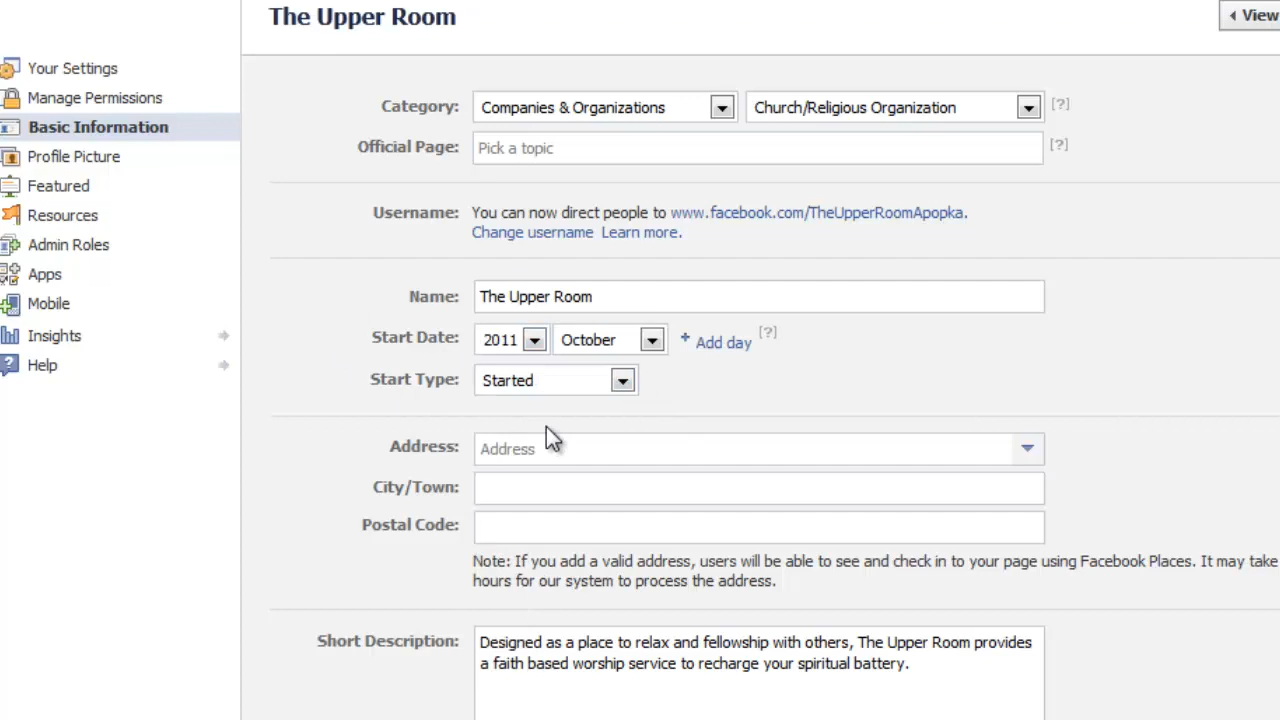 The Upper Room
View
Your Settings
Manage Permissions
Basic Information
Profile Picture
Featured
Resources
Admin Roles
Apps
Mobile
Insights
Help
Category: Companies & Organizations Church/Religious Organization [?]
Official Page: Pick a topic [?]
Username: You can now direct people to www.facebook.com/TheUpperRoomApopka.
Change username Learn more.
Name: The Upper Room
Start Date: 2011 October + Add day [?]
Start Type: Started
Address: Address
City/Town:
Postal Code:
Note: If you add a valid address, users will be able to see and check in to your page using Facebook Places. It may take
hours for our system to process the address.
Short Description: Designed as a place to relax and fellowship with others, The Upper Room provides
a faith based worship service to recharge your spiritual battery.